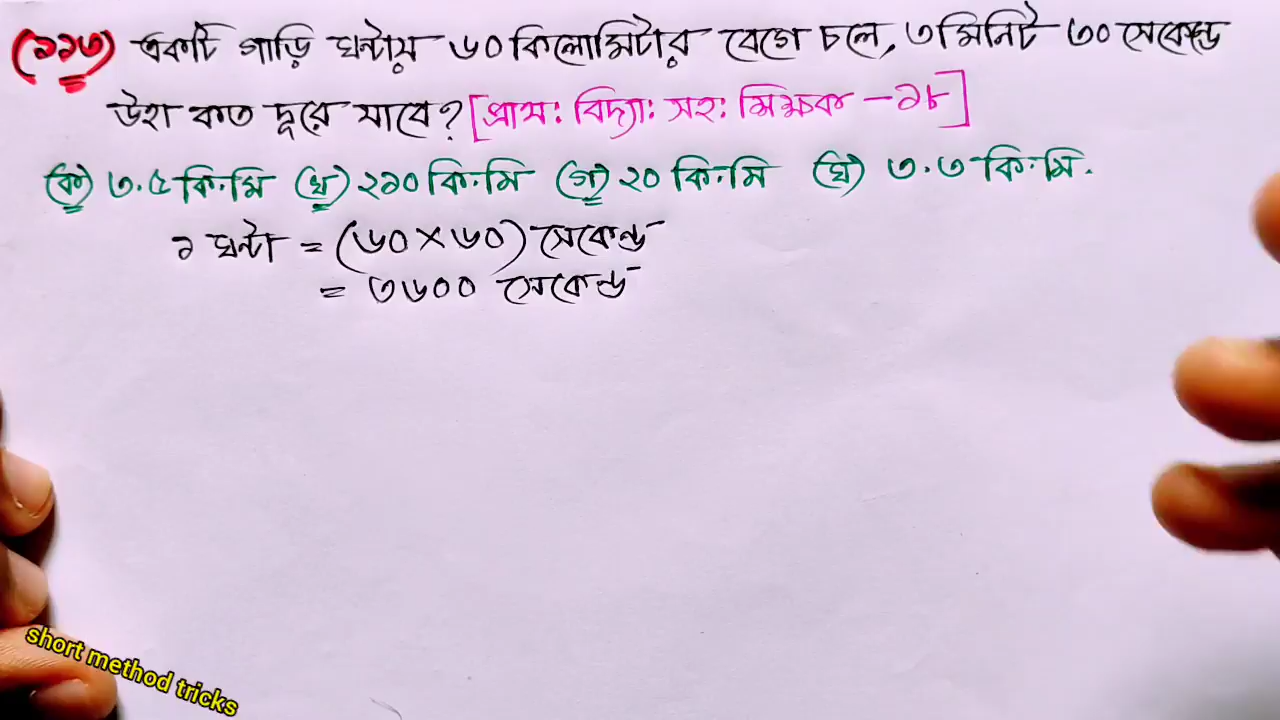 (১১৩) একটি গাড়ি ঘন্টায় ৬০ কিলোমিটার বেগে চলে, ৩ মিনিট ৩০ সেকেন্ডে
উহা কত দূরে যাবে? [প্রাথ: বিদ্যা: সহ: শিক্ষক - ১৮]
(ক) ৩.৫ কি.মি (খ) ২১০ কি.মি (গ) ২০ কি.মি (ঘ) ৩.৩ কি.মি.
১ ঘন্টা = (৬০ × ৬০) সেকেন্ড
= ৩৬০০ সেকেন্ড
short method tricks